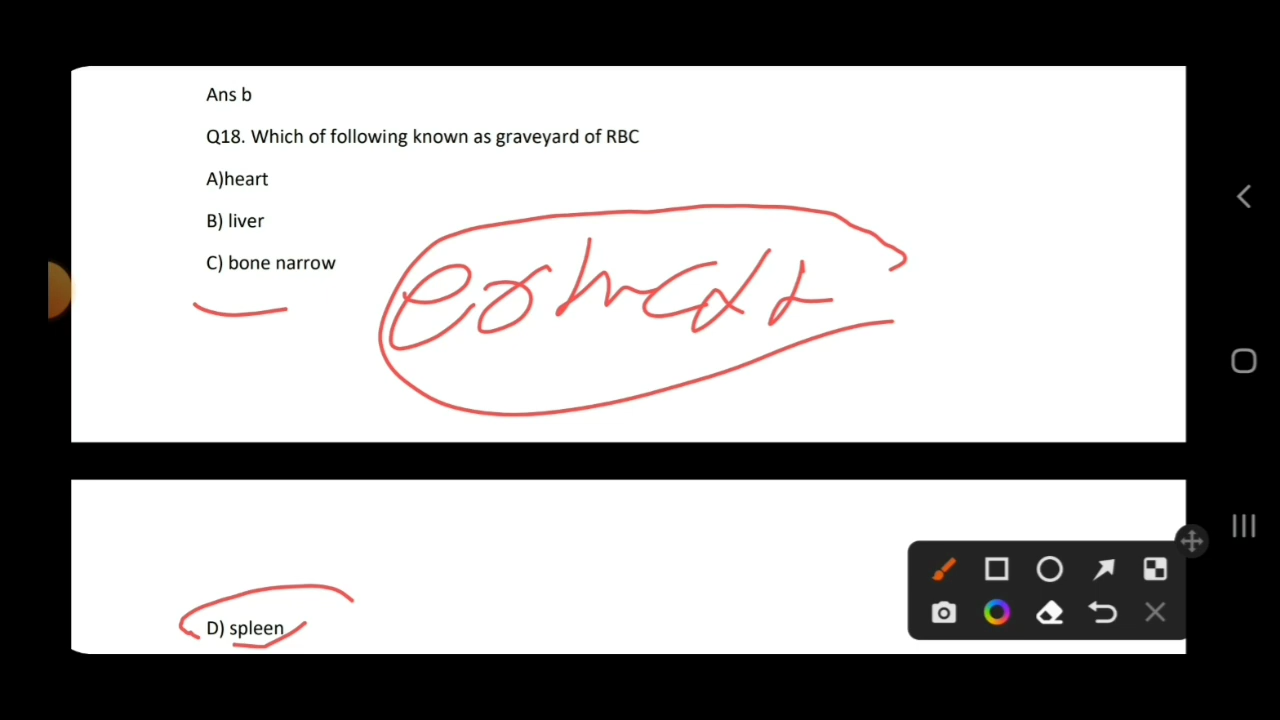 Ans b
Q18. Which of following known as graveyard of RBC
A)heart
B) liver
C) bone narrow
D) spleen